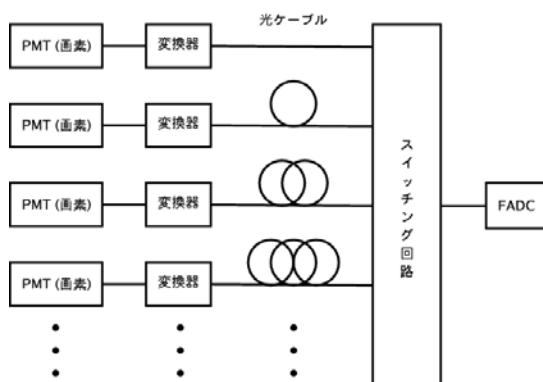 光ケーブル
PMT (画素)
変換器
PMT (画素)
変換器
PMT (画素)
変換器
PMT (画素)
変換器
スイッチング回路
FADC